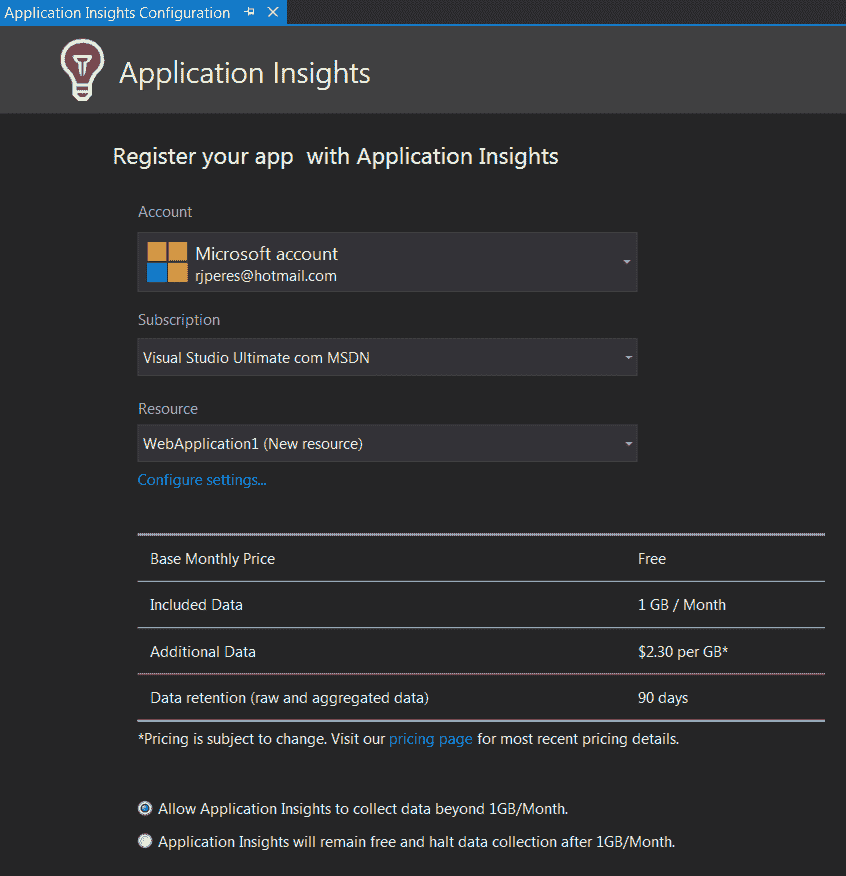 Application Insights Configuration
Application Insights
Register your app with Application Insights
Account
Microsoft account
rjperes@hotmail.com
Subscription
Visual Studio Ultimate com MSDN
Resource
WebApplication1 (New resource)
Configure settings...
Base Monthly Price Free
Included Data 1 GB / Month
Additional Data $2.30 per GB*
Data retention (raw and aggregated data) 90 days
*Pricing is subject to change. Visit our pricing page for most recent pricing details.
Allow Application Insights to collect data beyond 1GB/Month.
Application Insights will remain free and halt data collection after 1GB/Month.